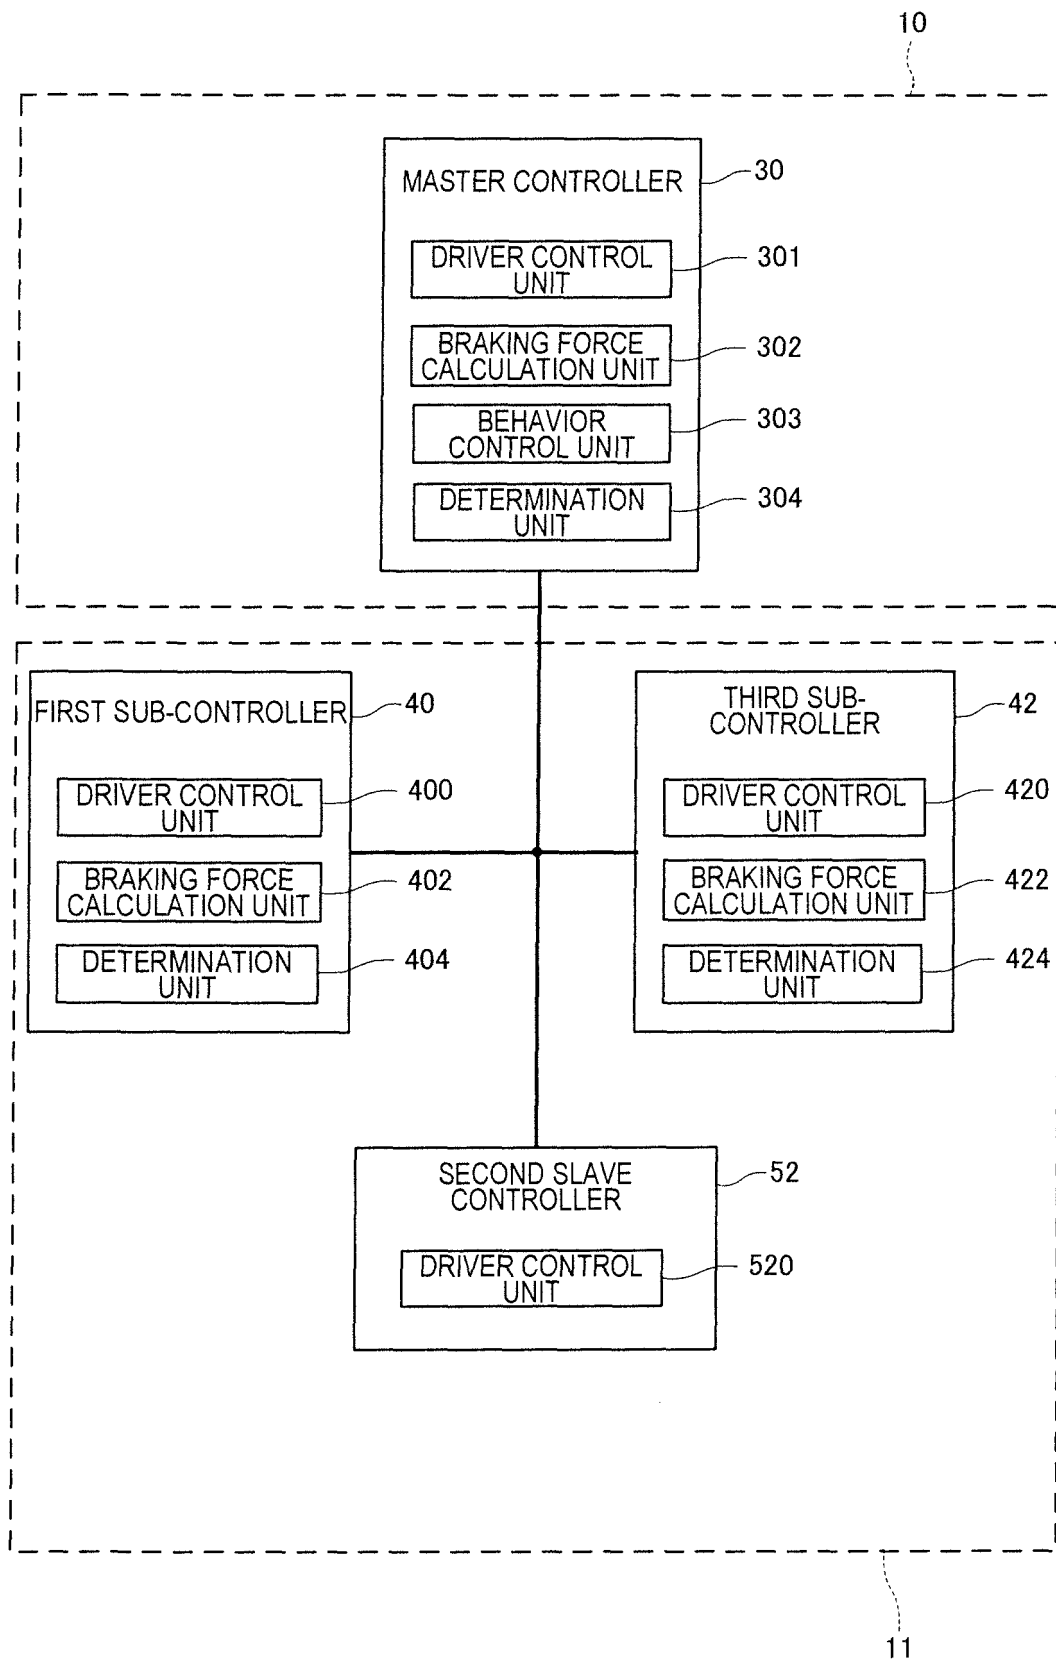 10
MASTER CONTROLLER
30
DRIVER CONTROL
UNIT
301
BRAKING FORCE
CALCULATION UNIT
302
BEHAVIOR
CONTROL UNIT
303
DETERMINATION
UNIT
304
FIRST SUB-CONTROLLER
40
DRIVER CONTROL
UNIT
400
BRAKING FORCE
CALCULATION UNIT
402
DETERMINATION
UNIT
404
THIRD SUB-
CONTROLLER
42
DRIVER CONTROL
UNIT
420
BRAKING FORCE
CALCULATION UNIT
422
DETERMINATION
UNIT
424
SECOND SLAVE
CONTROLLER
52
DRIVER CONTROL
UNIT
520
11